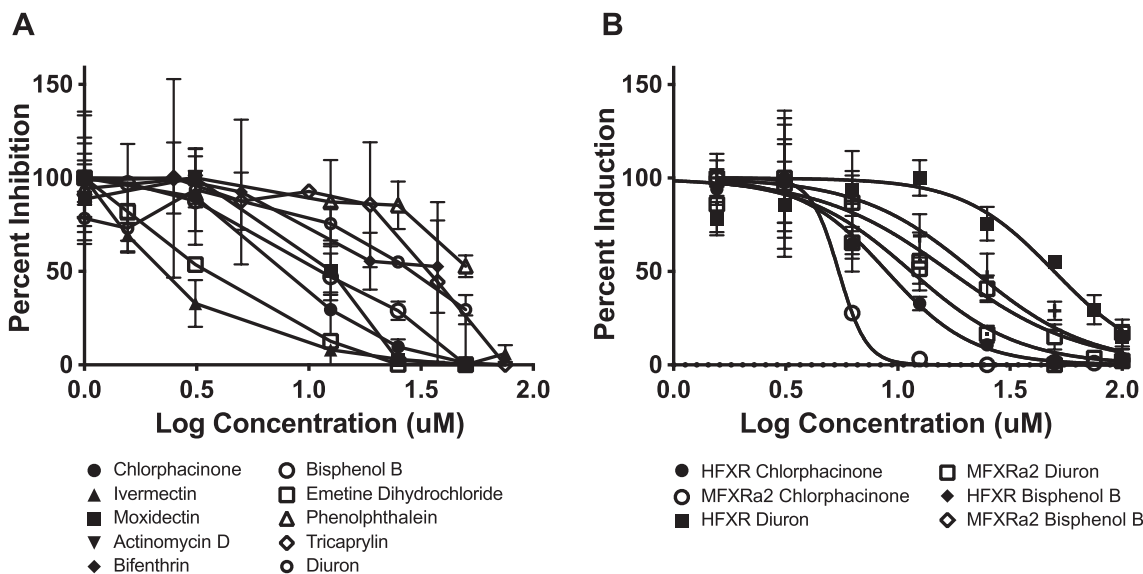 A
B
Percent Inhibition
150
100
50
0
0.0 0.5 1.0 1.5 2.0
Log Concentration (uM)
Percent Induction
150
100
50
0
0.0 0.5 1.0 1.5 2.0
Log Concentration (uM)
Chlorphacinone
Ivermectin
Moxidectin
Actinomycin D
Bifenthrin
Bisphenol B
Emetine Dihydrochloride
Phenolphthalein
Tricaprylin
Diuron
HFXR Chlorphacinone
MFXRa2 Chlorphacinone
HFXR Diuron
MFXRa2 Diuron
HFXR Bisphenol B
MFXRa2 Bisphenol B